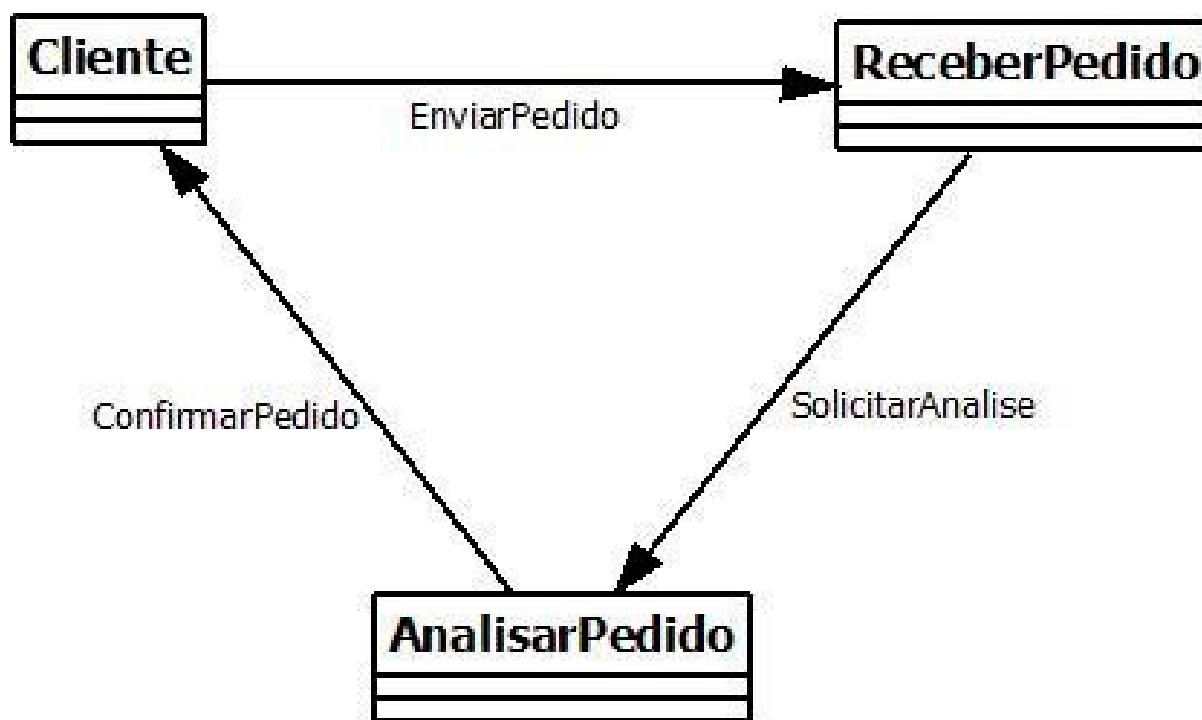 Cliente
ReceberPedido
EnviarPedido
ConfirmarPedido
SolicitarAnalise
AnalisarPedido